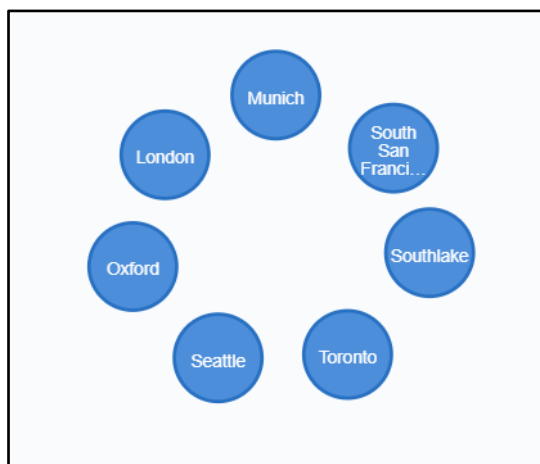 Munich
South
San
Franci...
London
Southlake
Oxford
Toronto
Seattle